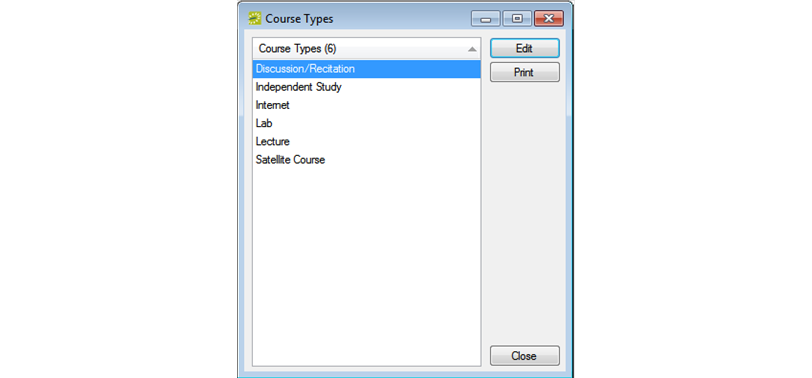 Course Types
Course Types (6)
Edit
Discussion/Recitation
Print
Independent Study
Internet
Lab
Lecture
Satellite Course
Close